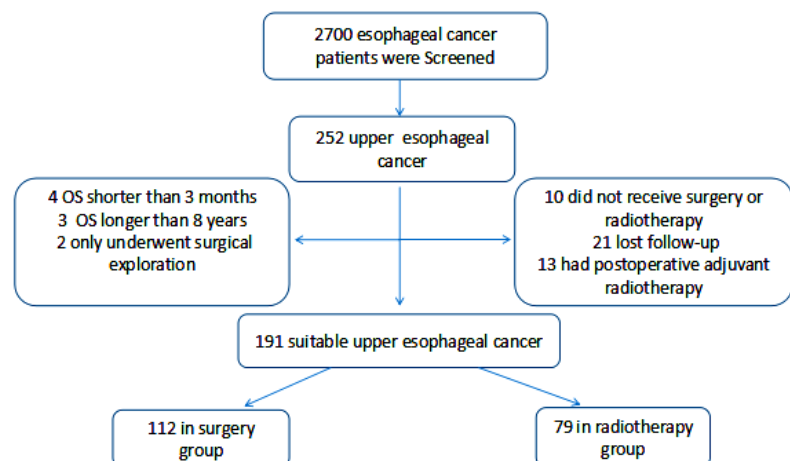 2700 esophageal cancer
patients were Screened
252 upper esophageal
cancer
4 OS shorter than 3 months
3 OS longer than 8 years
2 only underwent surgical
exploration
10 did not receive surgery or
radiotherapy
21 lost follow-up
13 had postoperative adjuvant
radiotherapy
191 suitable upper esophageal cancer
112 in surgery
group
79 in radiotherapy
group